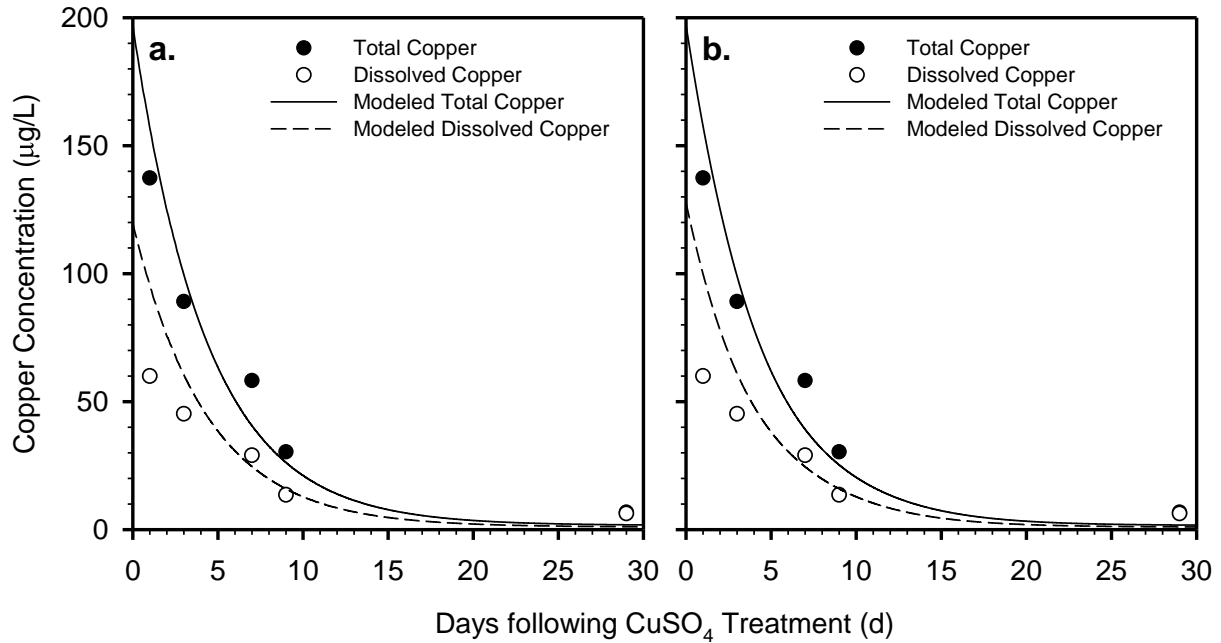 200
150
100
50
0
Copper Concentration (μg/L)
a.
Total Copper
Dissolved Copper
Modeled Total Copper
Modeled Dissolved Copper
0 5 10 15 20 25 30
b.
Total Copper
Dissolved Copper
Modeled Total Copper
Modeled Dissolved Copper
0 5 10 15 20 25 30
Days following CuSO₄ Treatment (d)